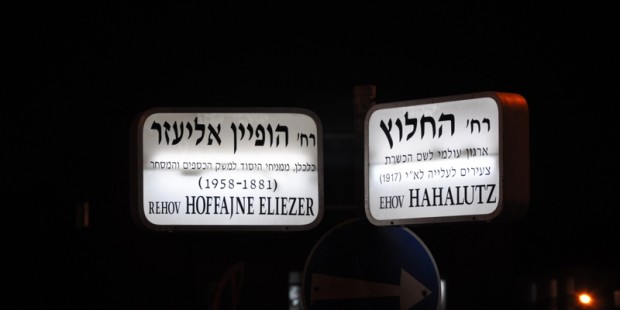 רח' הופיין אליעזר
כלכלן, ממניחי היסוד למשק הכספים והמסחר
(1958-1881)
REHOV HOFFAJNE ELIEZER
רח' החלוץ
ארגון עולמי לשם הכשרת
צעירים לעלייה לא"י (1917)
EHOV HAHALUTZ